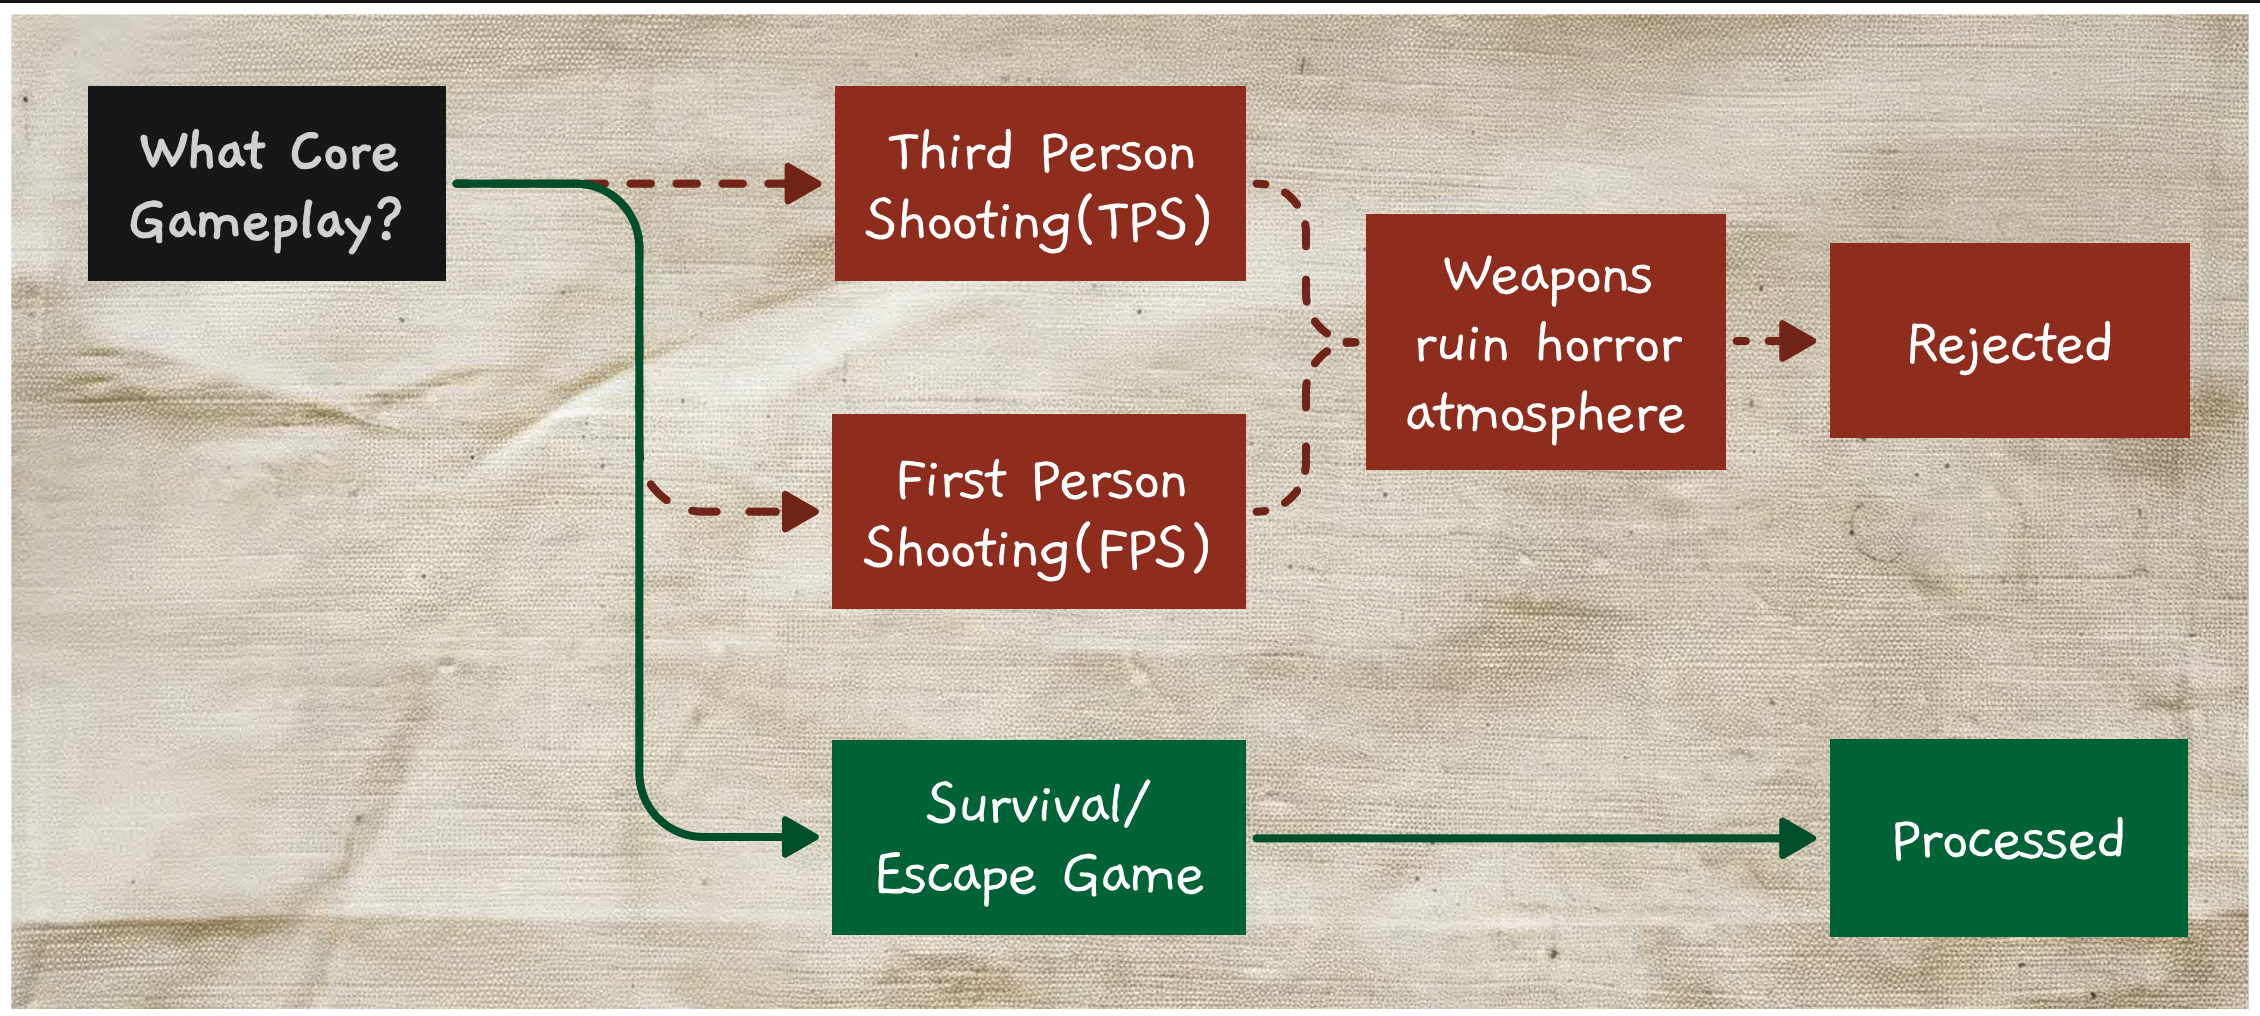 What Core
Gameplay?
Third Person
Shooting(TPS)
First Person
Shooting(FPS)
Weapons
ruin horror
atmosphere
Rejected
Survival/
Escape Game
Processed